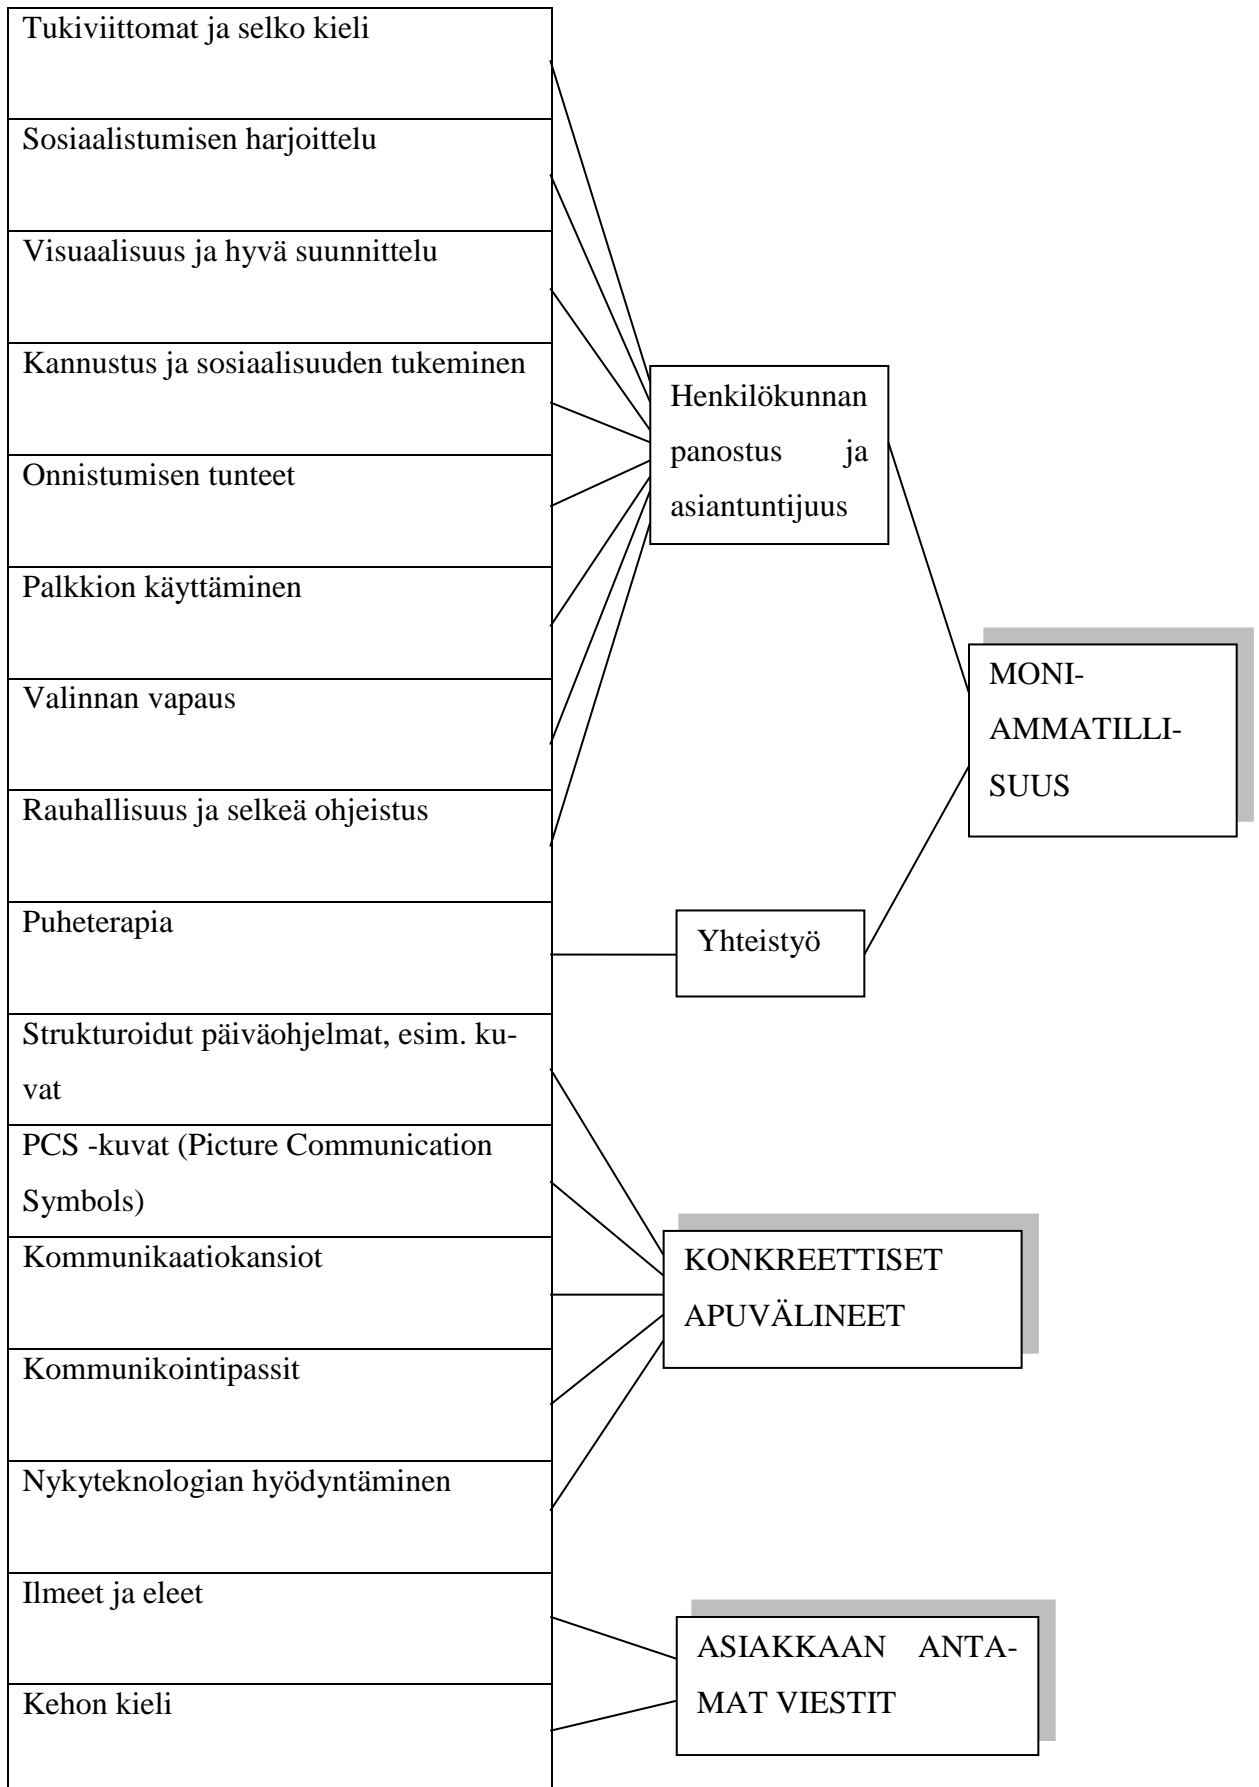 Tukiviittomat ja selko kieli
Sosiaalistumisen harjoittelu
Visuaalisuus ja hyvä suunnittelu
Kannustus ja sosiaalisuuden tukeminen
Onnistumisen tunteet
Palkkion käyttäminen
Valinnan vapaus
Rauhallisuus ja selkeä ohjeistus
Puheterapia
Strukturoidut päiväohjelmat, esim. ku-
vat
PCS -kuvat (Picture Communication
Symbols)
Kommunikaatiokansiot
Kommunikointipassit
Nykyteknologian hyödyntäminen
Ilmeet ja eleet
Kehon kieli
Henkilökunnan
panostus ja
asiantuntijuus
Yhteistyö
MONI-
AMMATILLI-
SUUS
KONKREETTISET
APUVÄLINEET
ASIAKKAAN ANTA-
MAT VIESTIT